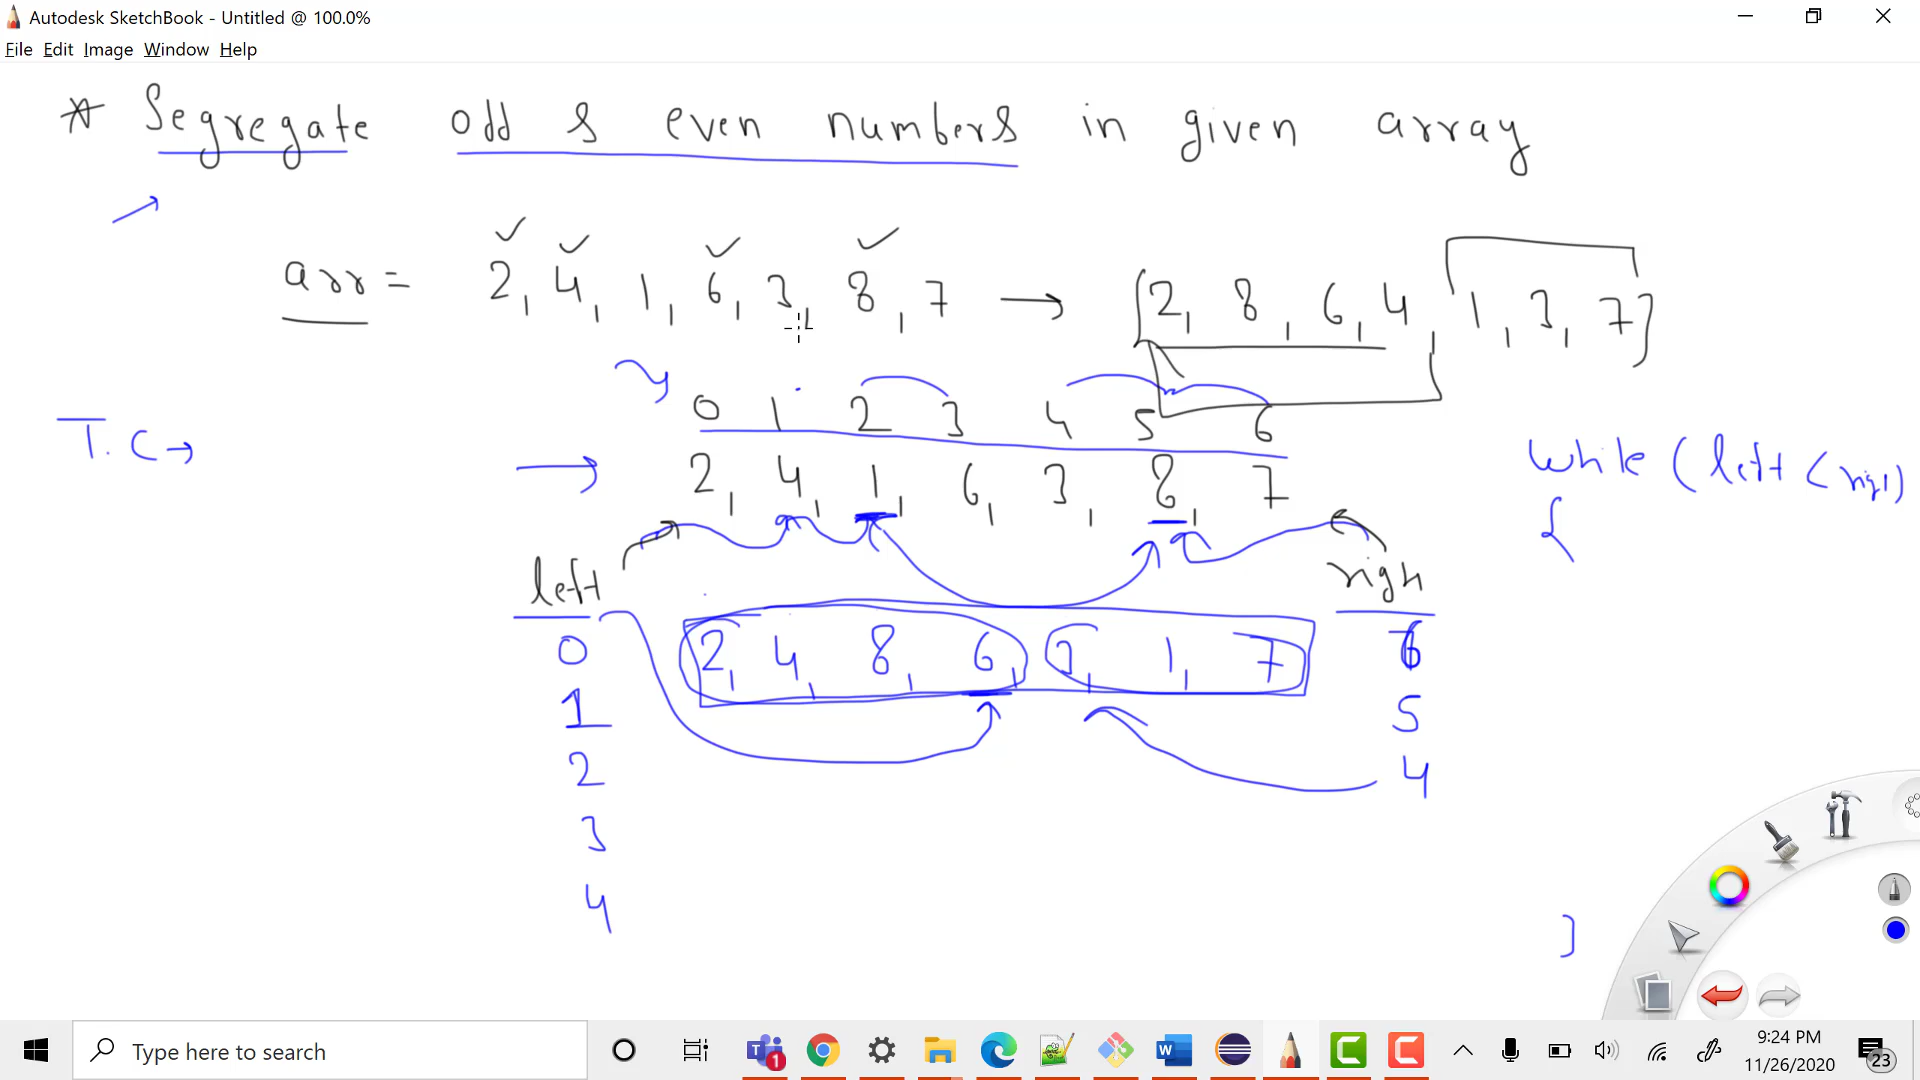 Autodesk SketchBook - Untitled @ 100.0%
File Edit Image Window Help
* Segregate odd & even numbers in given array
arr = 2, 4, 1, 6, 3, 8, 7 → [2, 8, 6, 4, 1, 3, 7]
0 1 2 3 4 5 6
T.C →
→ 2, 4, 1, 6, 3, 8, 7
while (left <
{
left
0 2, 4, 8, 6, 3, 1, 7 6
1 5
2 4
3
4
}
Type here to search
1
9:24 PM
11/26/2020
23